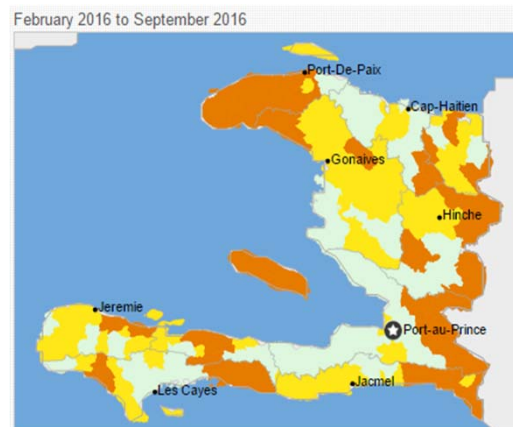 February 2016 to September 2016
Port-De-Paix
Cap-Haitien
Gonaives
Hinche
Jeremie
Port-au-Prince
Les Cayes
Jacmel